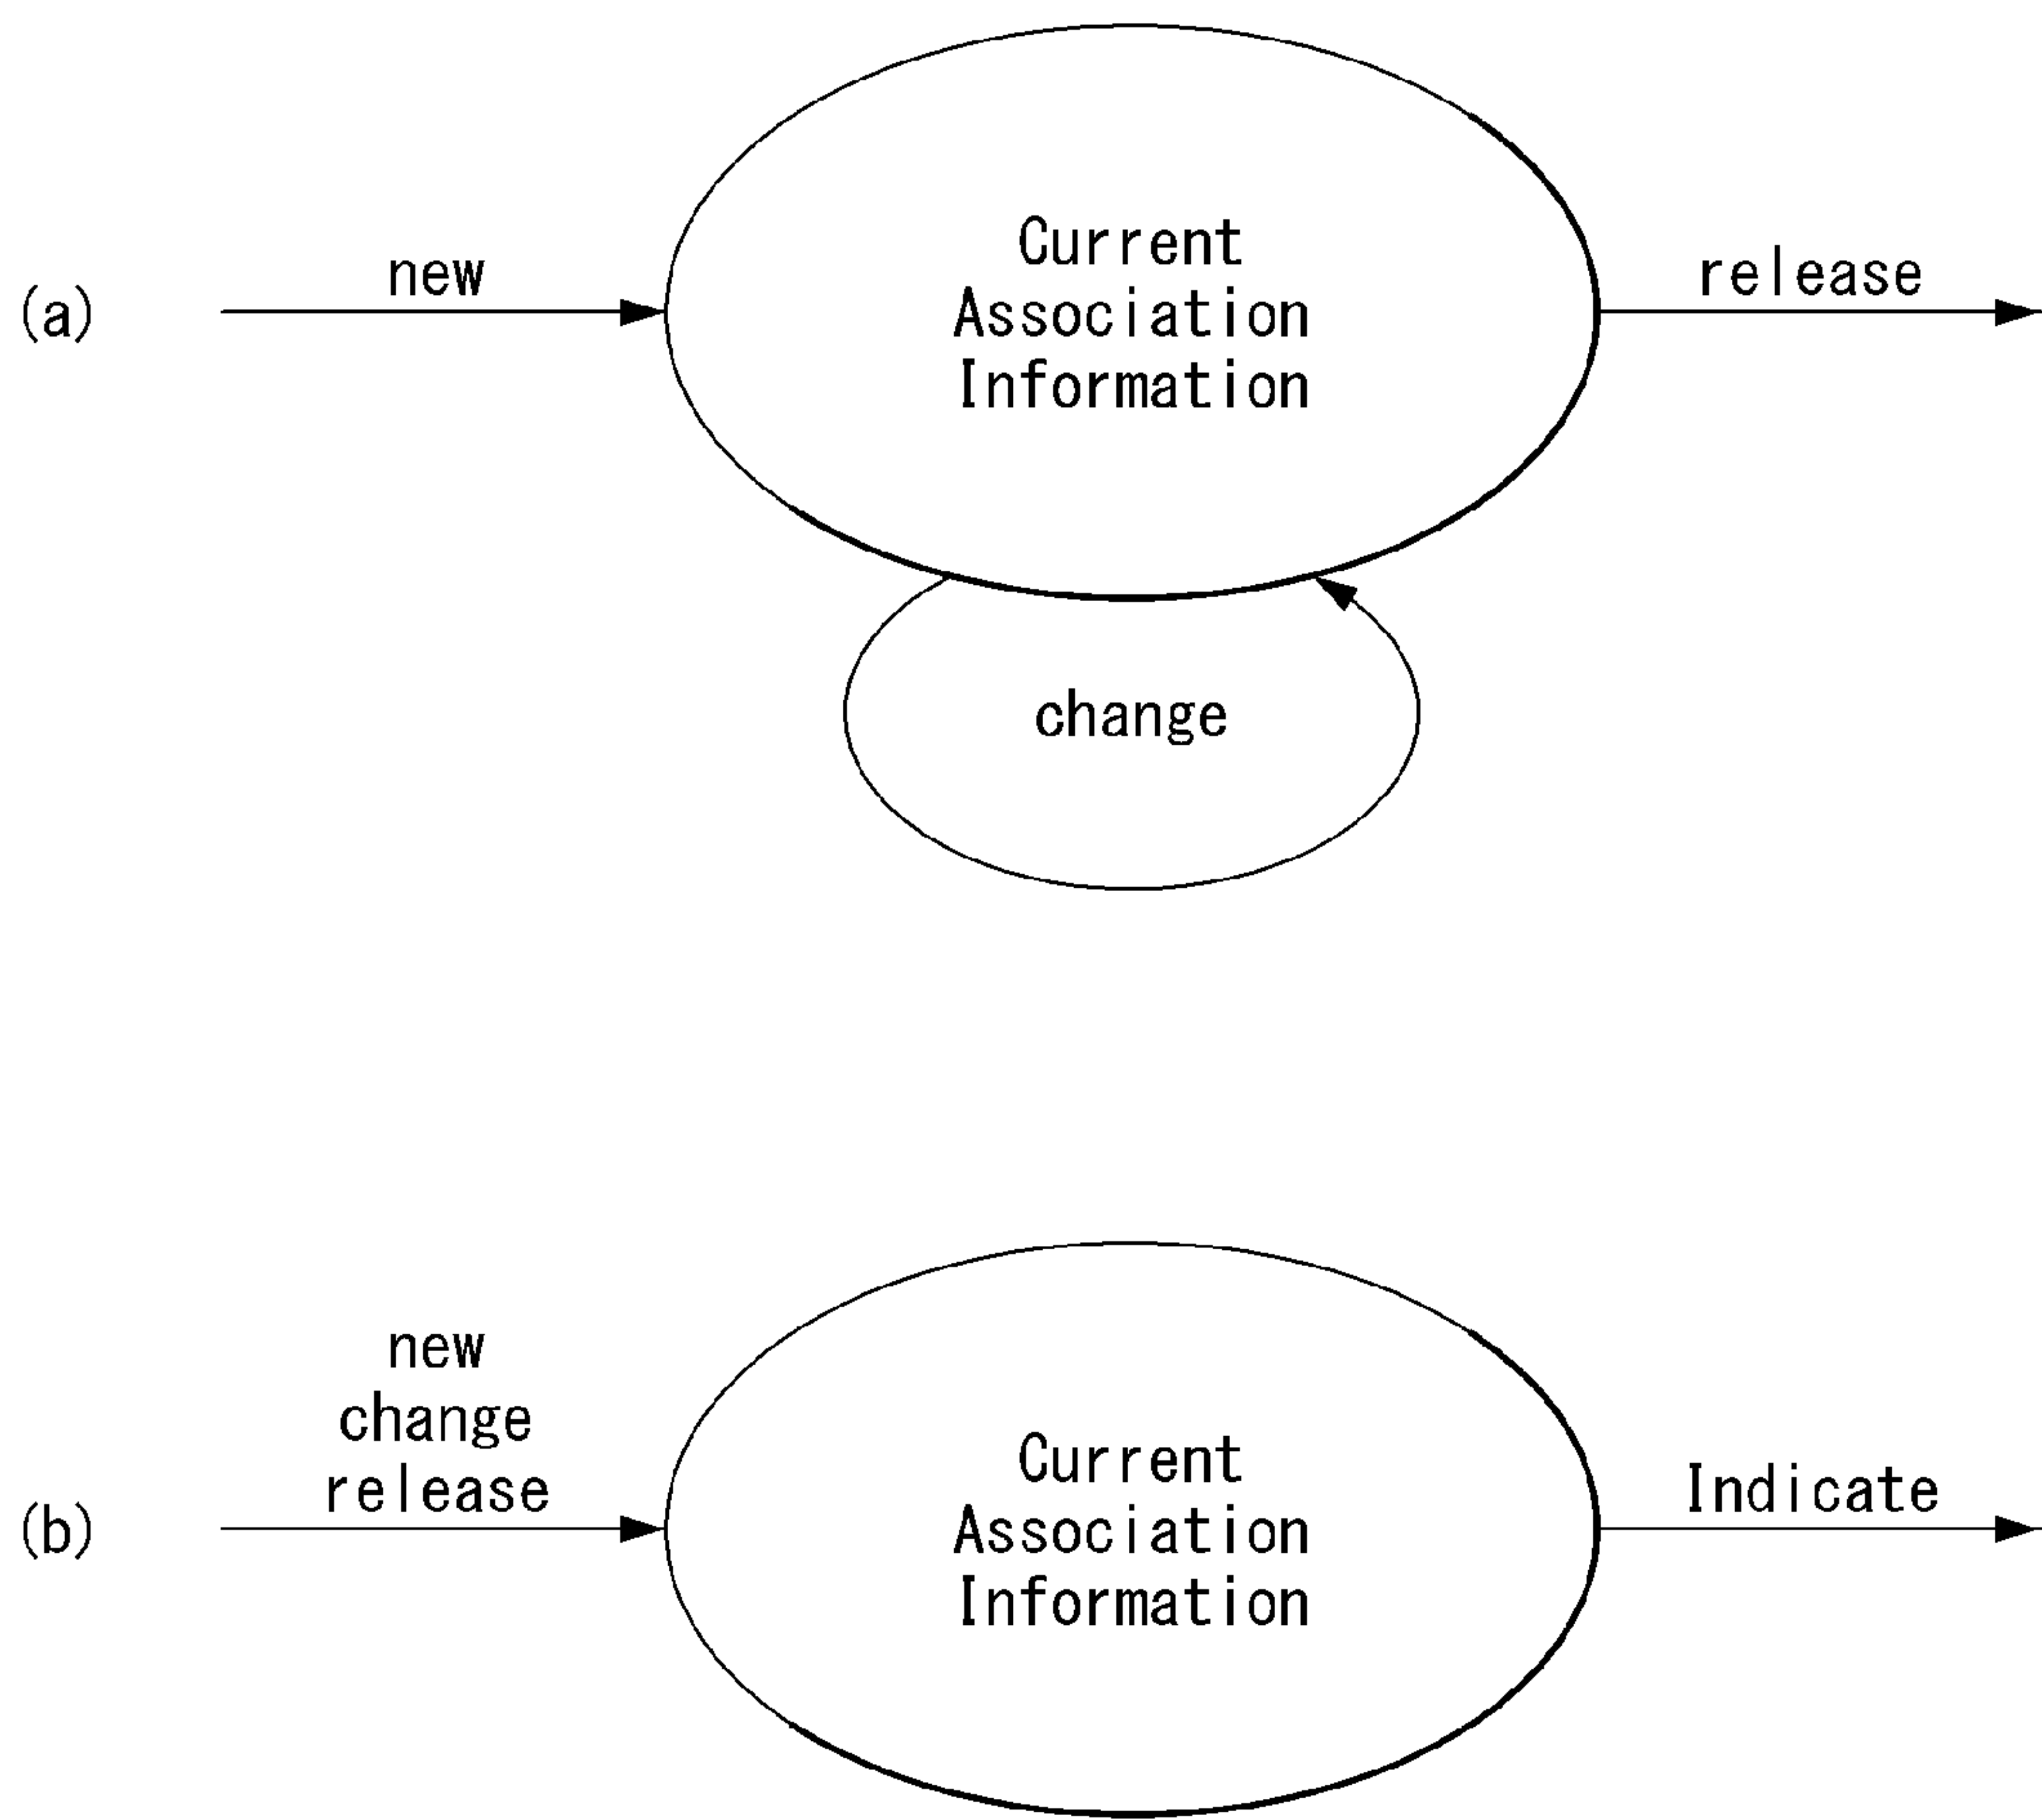 (a)
new
Current
Association
Information
release
change
(b)
new
change
release
Current
Association
Information
Indicate